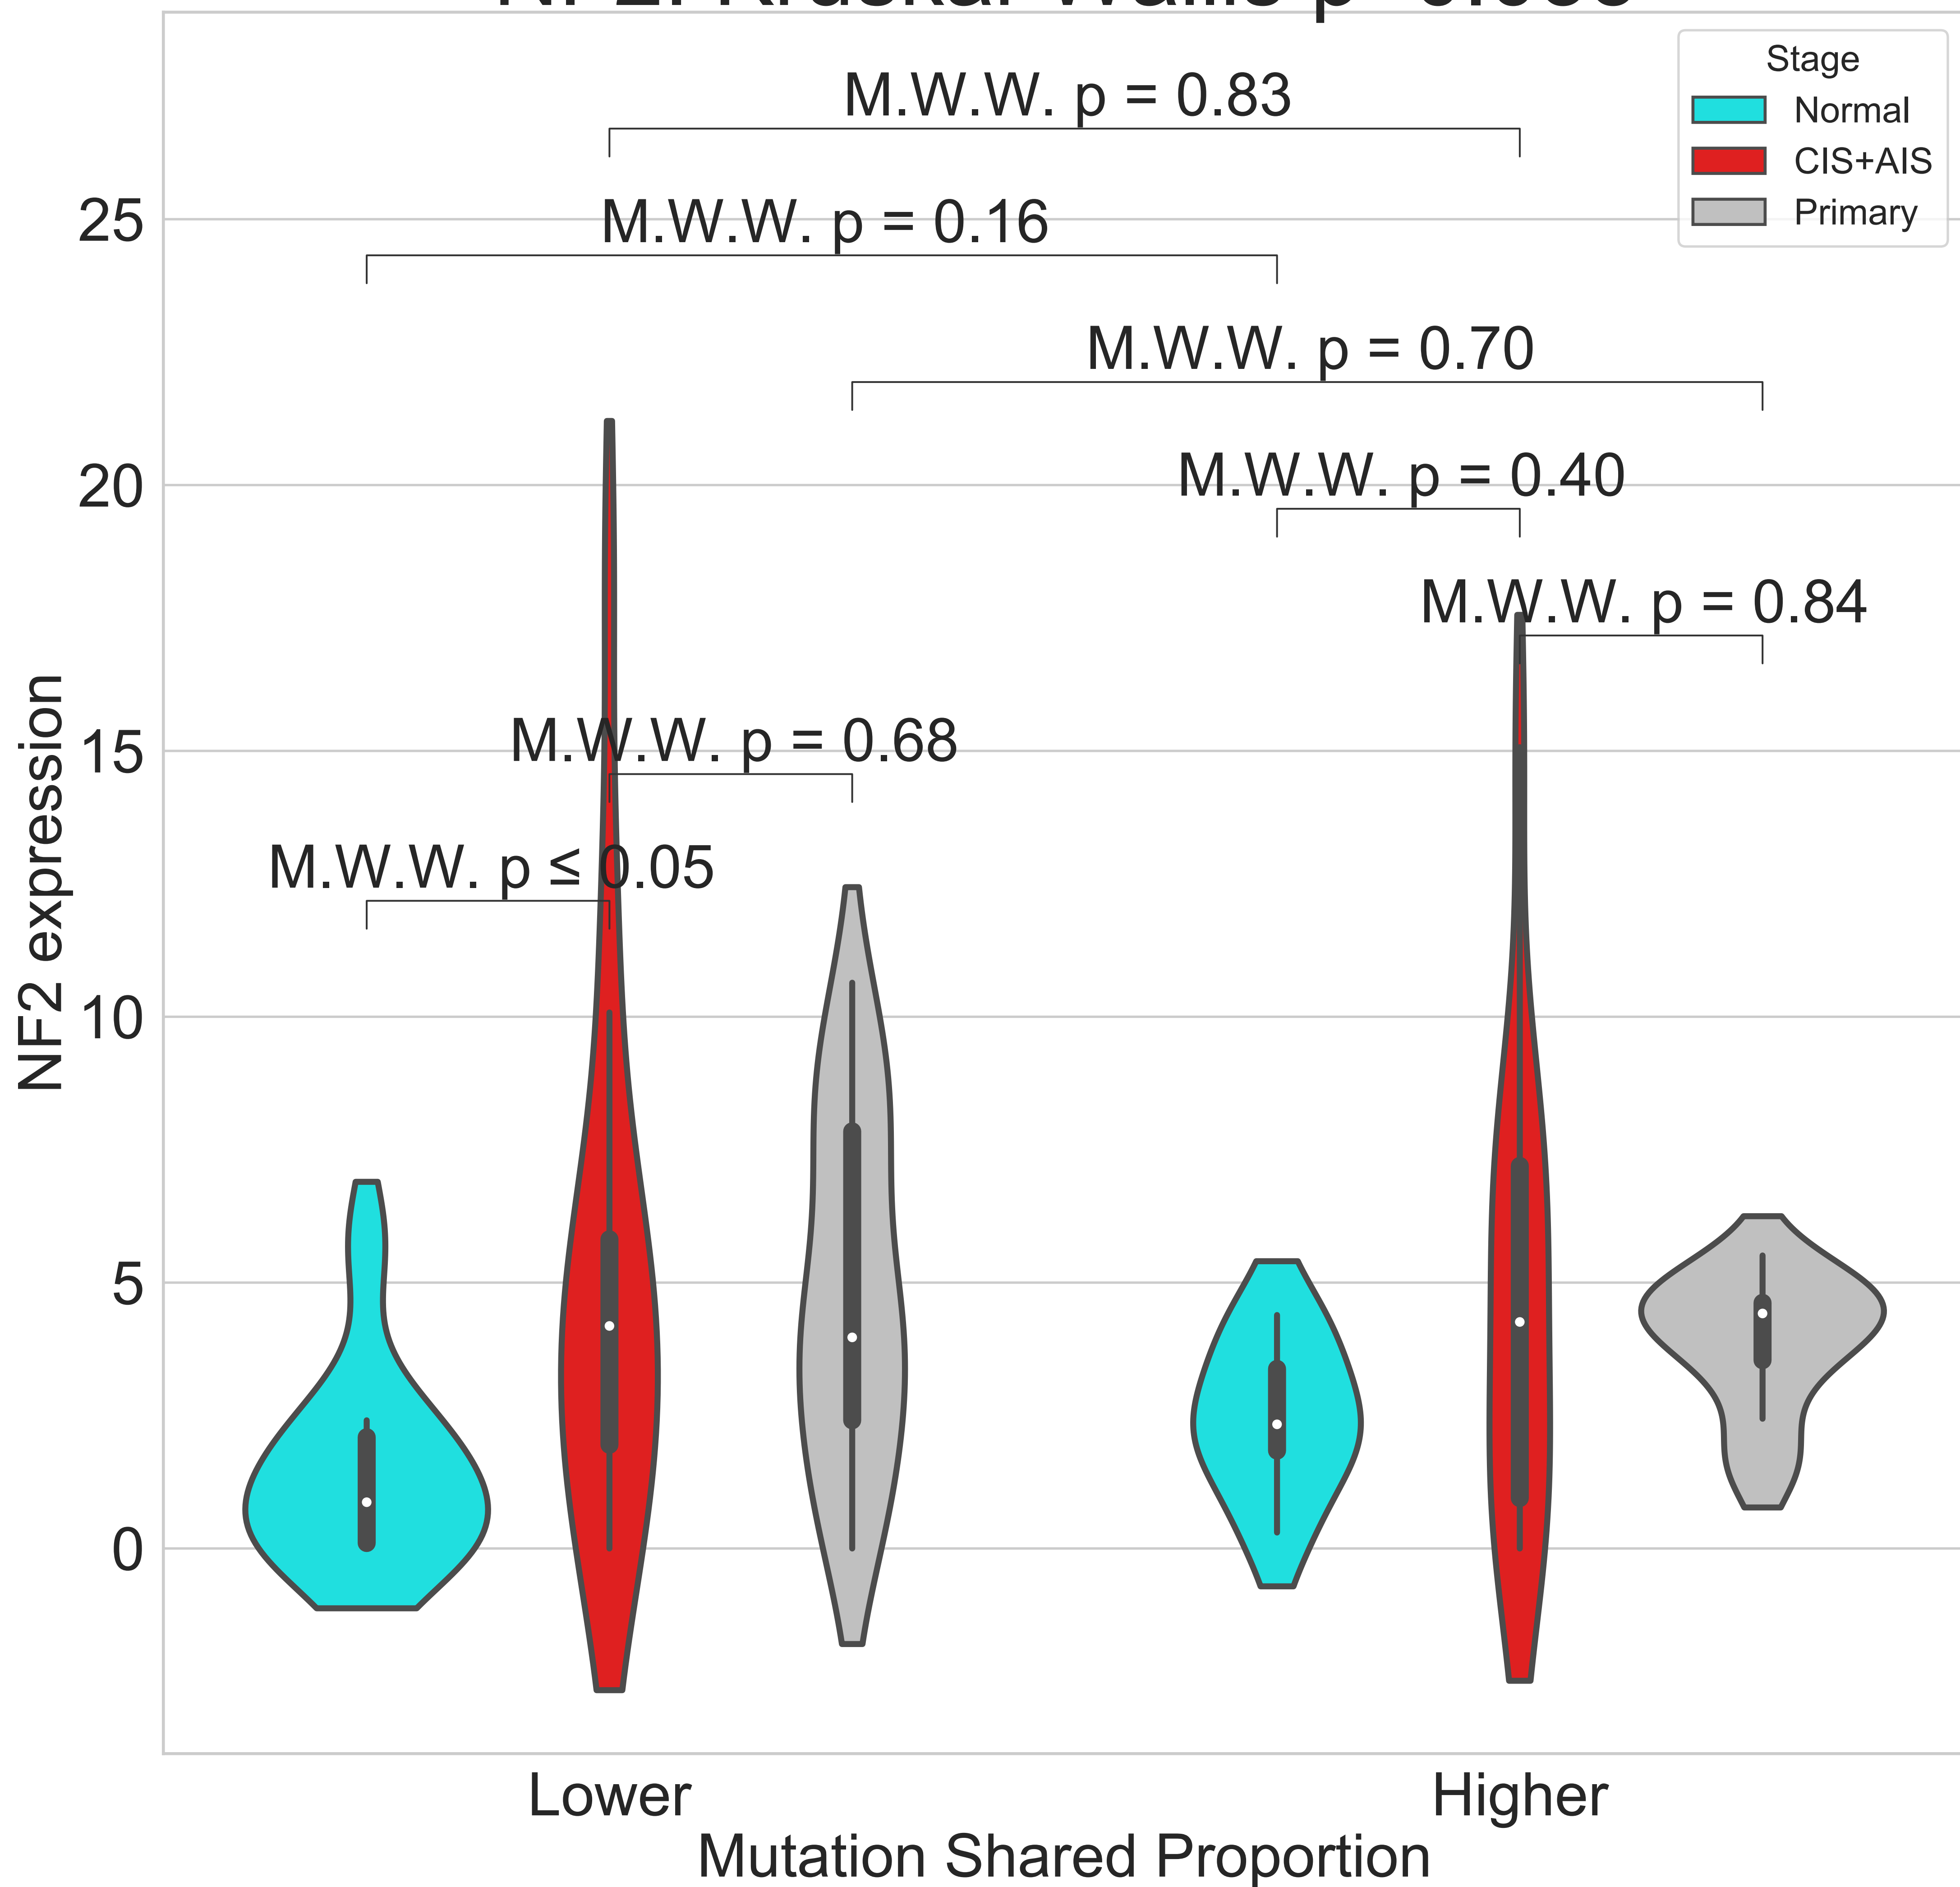 Stage
Normal
CIS+AIS
Primary
M.W.W. p = 0.83
M.W.W. p = 0.16
M.W.W. p = 0.70
M.W.W. p = 0.40
M.W.W. p = 0.84
M.W.W. p = 0.68
M.W.W. p ≤ 0.05
25
20
15
10
5
0
NF2 expression
Lower
Higher
Mutation Shared Proportion